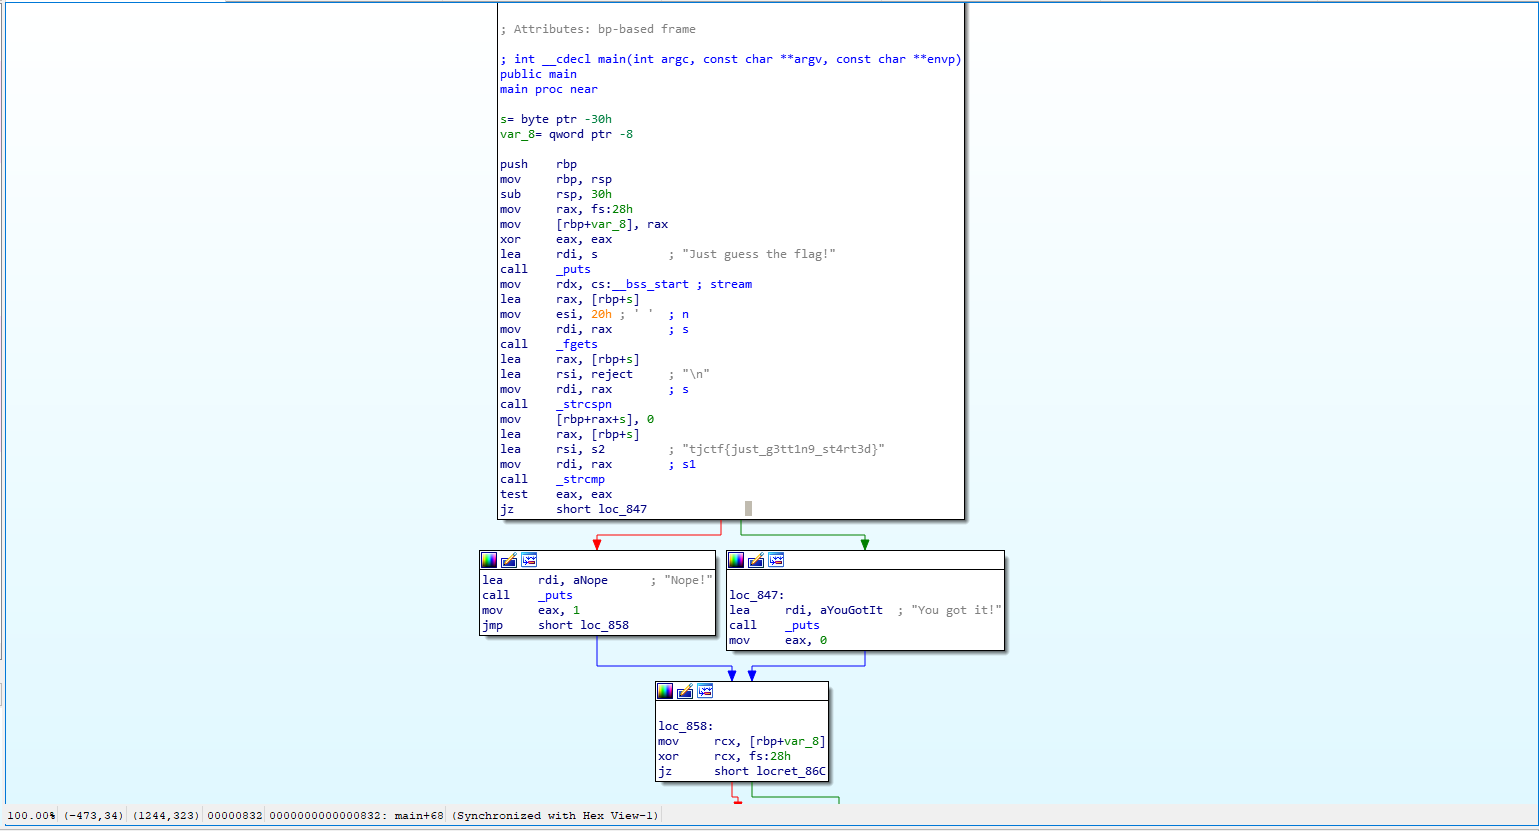 ; Attributes: bp-based frame
; int __cdecl main(int argc, const char **argv, const char **envp)
public main
main proc near
s= byte ptr -30h
var_8= qword ptr -8
push    rbp
mov     rbp, rsp
sub     rsp, 30h
mov     rax, fs:28h
mov     [rbp+var_8], rax
xor     eax, eax
lea     rdi, s          ; "Just guess the flag!"
call    _puts
mov     rdx, cs:__bss_start ; stream
lea     rax, [rbp+s]
mov     esi, 20h ; ' '  ; n
mov     rdi, rax        ; s
call    _fgets
lea     rax, [rbp+s]
lea     rsi, reject     ; "\n"
mov     rdi, rax        ; s
call    _strcspn
mov     [rbp+rax+s], 0
lea     rax, [rbp+s]
lea     rsi, s2         ; "tjctf{just_g3tt1n9_st4rt3d}"
mov     rdi, rax        ; s1
call    _strcmp
test    eax, eax
jz      short loc_847
lea     rdi, aNope      ; "Nope!"
call    _puts
mov     eax, 1
jmp     short loc_858
loc_847:
lea     rdi, aYouGotIt  ; "You got it!"
call    _puts
mov     eax, 0
loc_858:
mov     rcx, [rbp+var_8]
xor     rcx, fs:28h
jz      short locret_86C
100.00% (-473,34) (1244,323) 00000832 0000000000000832: main+68 (Synchronized with Hex View-1)